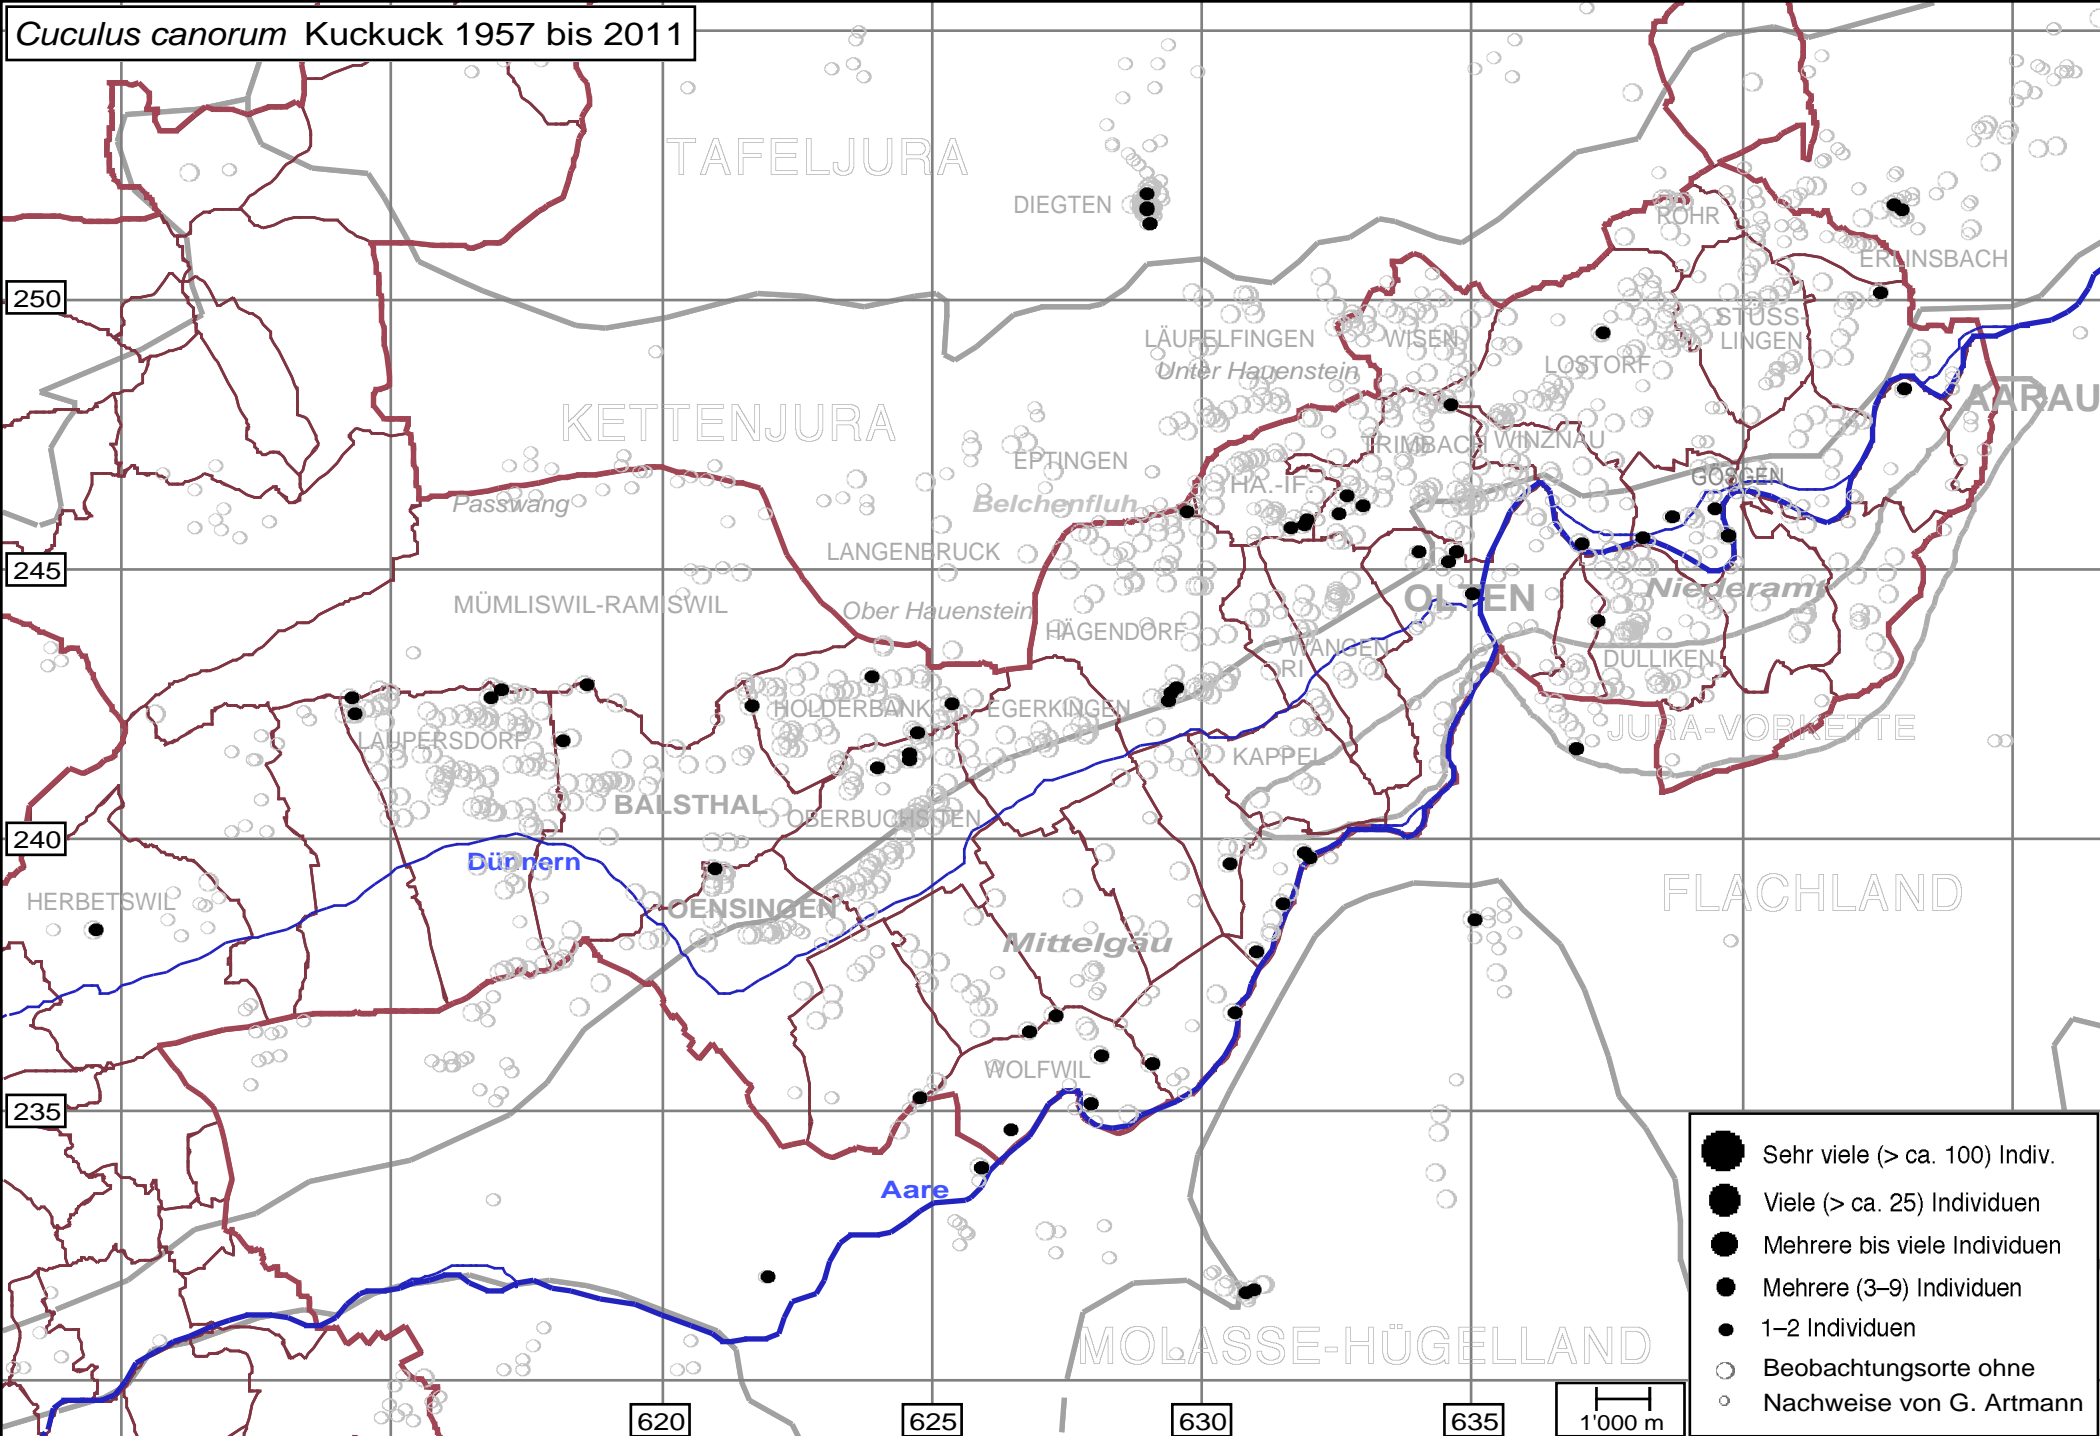 Cuculus canorum Kuckuck 1957 bis 2011
TAFELJURA
DIEGTEN
ROHR
ERLINSBACH
250
LÄUFELFINGEN
WISEN
STÜSS-
LINGEN
Unter Hauenstein
LOSTORF
AARAU
KETTENJURA
TRIMBACH
WINZNAU
EPTINGEN
GÖSGEN
HA.-IF.
Passwang
Belchenfluh
LANGENBRUCK
245
MÜMLISWIL-RAMISWIL
Ober Hauenstein
OLTEN
Niederamt
HÄGENDORF
WANGEN
RI
DULLIKEN
HOLDERBANK
EGERKINGEN
JURA-VORKETTE
LAUPERSDORF
KAPPEL
BALSTHAL
OBERBUCHSITEN
240
Dünnern
HERBETSWIL
OENSINGEN
FLACHLAND
Mittelgäu
WOLFWIL
235
Aare
MOLASSE-HÜGELLAND
Sehr viele (> ca. 100) Indiv.
Viele (> ca. 25) Individuen
Mehrere bis viele Individuen
Mehrere (3–9) Individuen
1–2 Individuen
Beobachtungsorte ohne
Nachweise von G. Artmann
620
625
630
635
1'000 m